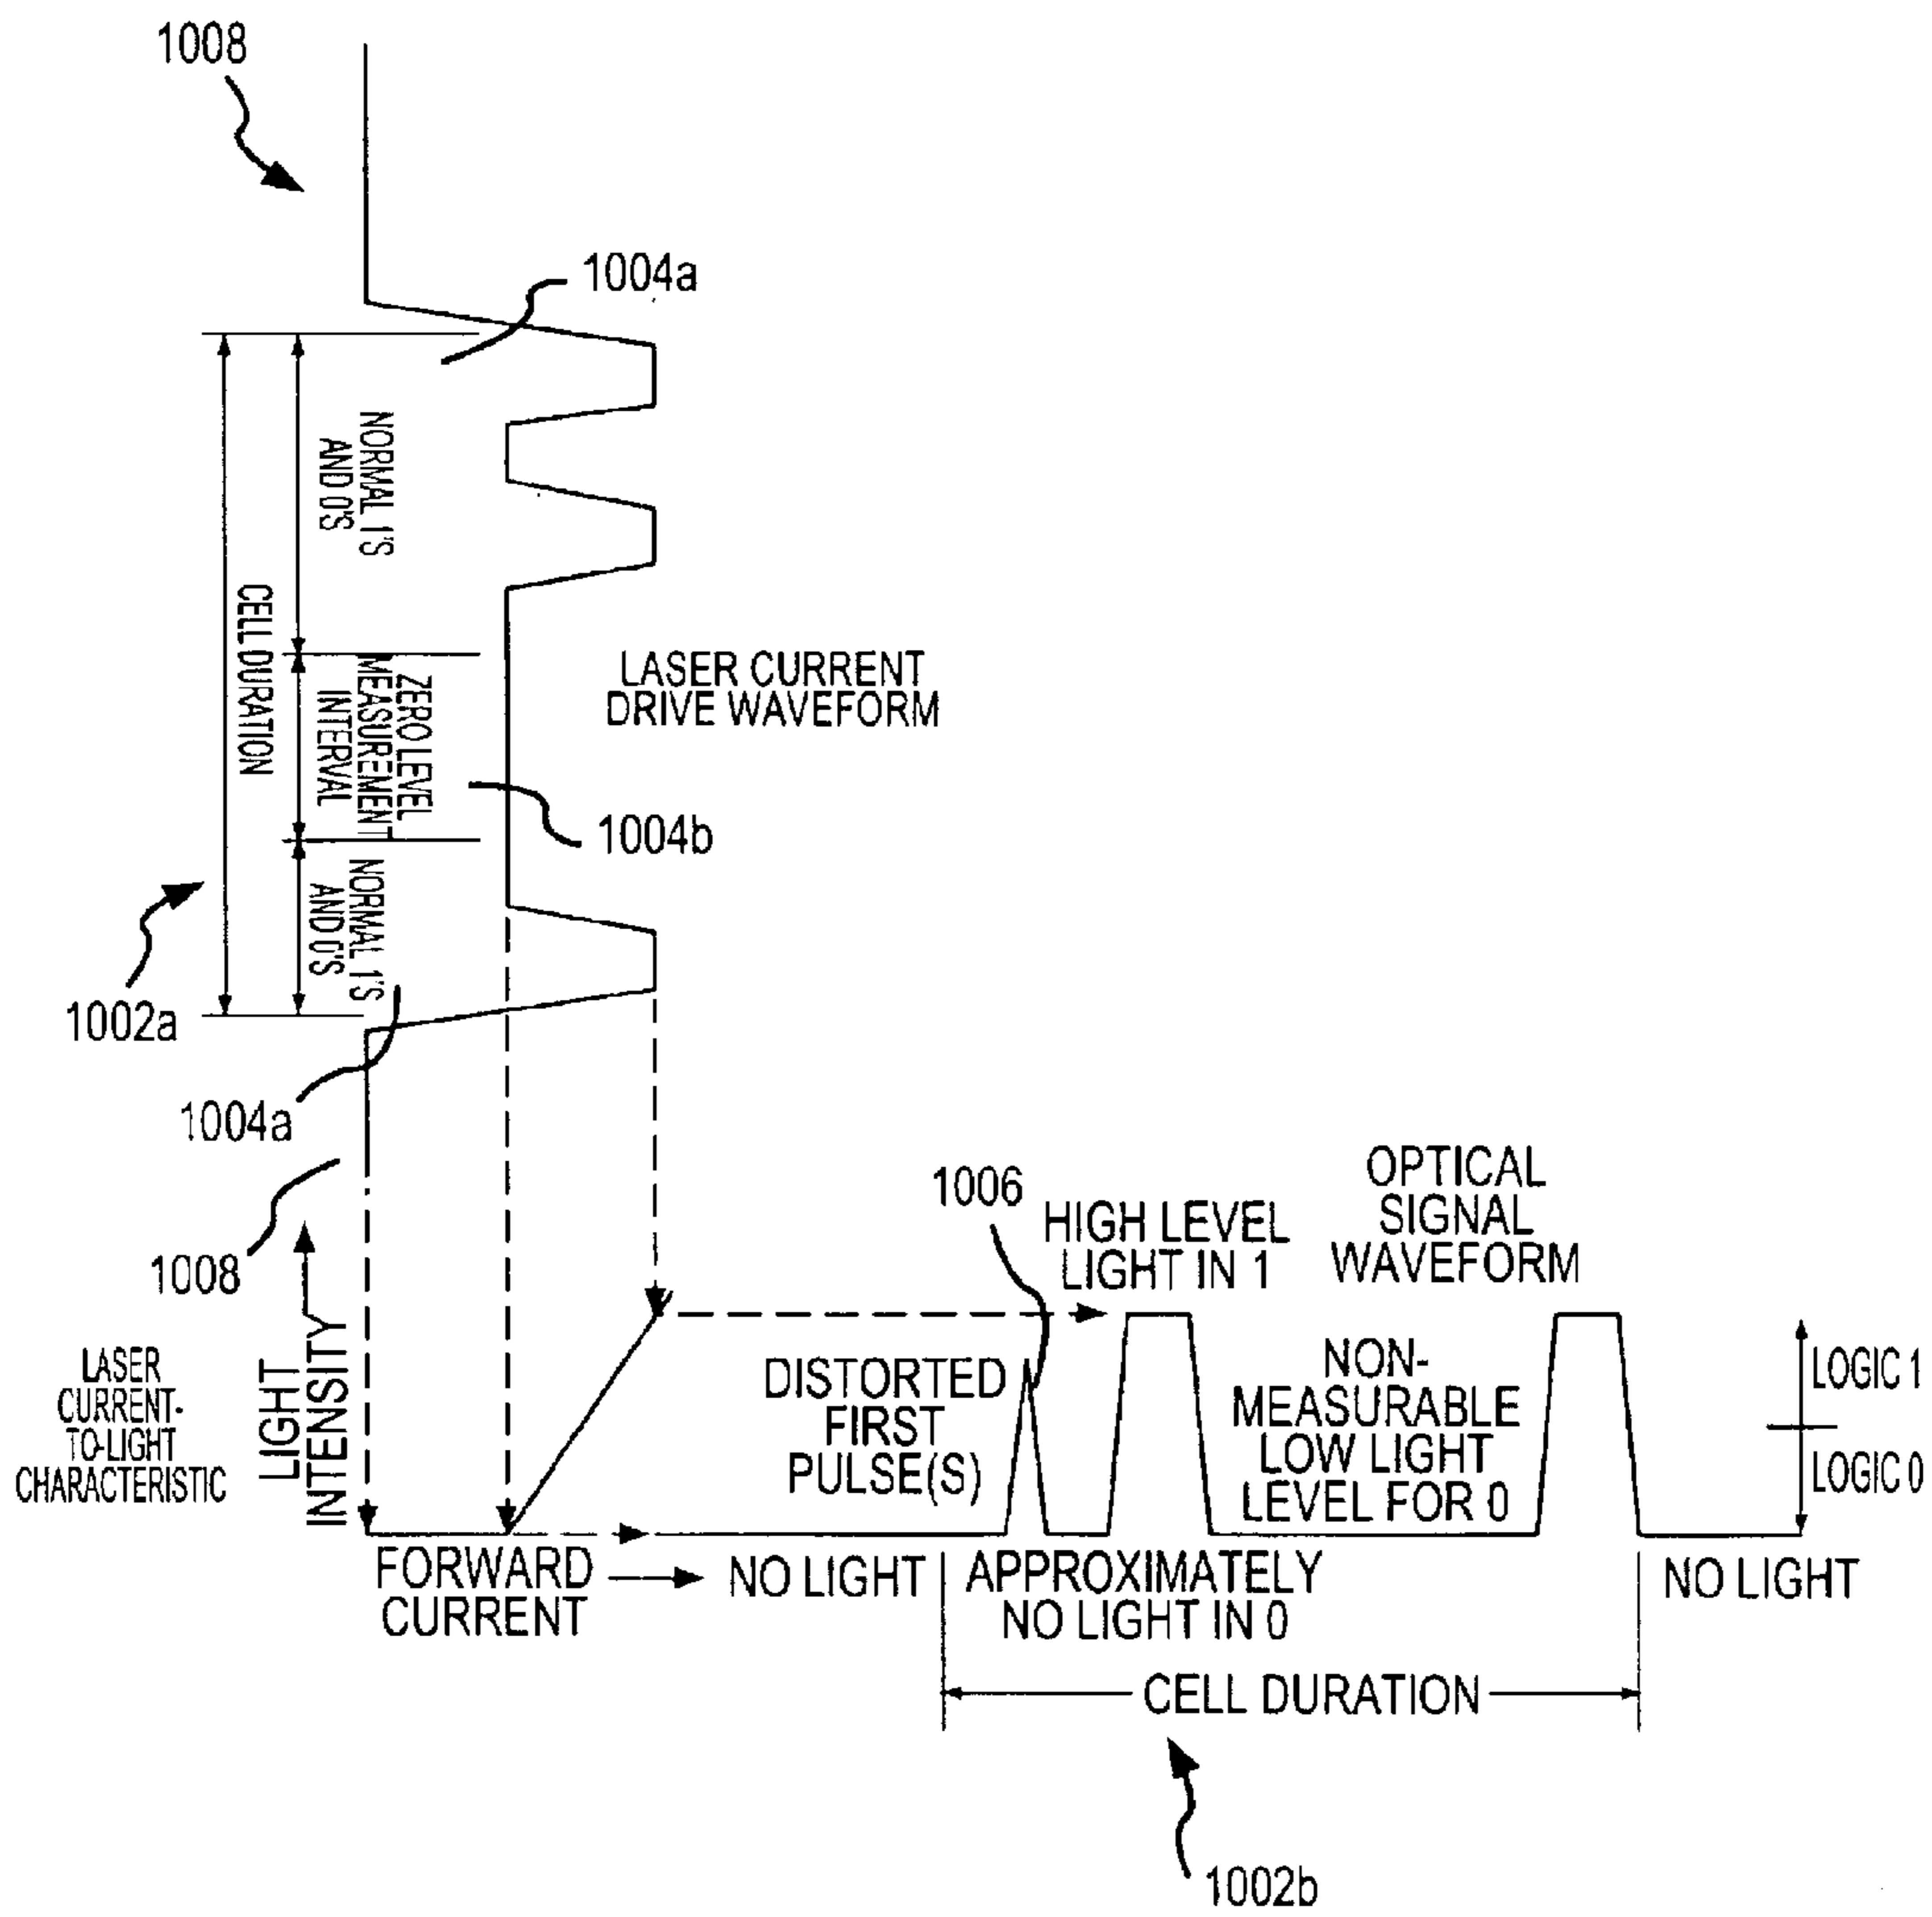 1008
1004a
NORMAL 1'S
AND 0'S
CELL DURATION
ZERO LEVEL
MEASUREMENT
INTERVAL
LASER CURRENT
DRIVE WAVEFORM
1004b
NORMAL 1'S
AND 0'S
1002a
1004a
1008
LIGHT
INTENSITY
LASER
CURRENT-
TO-LIGHT
CHARACTERISTIC
FORWARD
CURRENT
1006
HIGH LEVEL
LIGHT IN 1
OPTICAL
SIGNAL
WAVEFORM
DISTORTED
FIRST
PULSE(S)
NON-
MEASURABLE
LOW LIGHT
LEVEL FOR 0
LOGIC 1
LOGIC 0
NO LIGHT
APPROXIMATELY
NO LIGHT IN 0
NO LIGHT
CELL DURATION
1002b